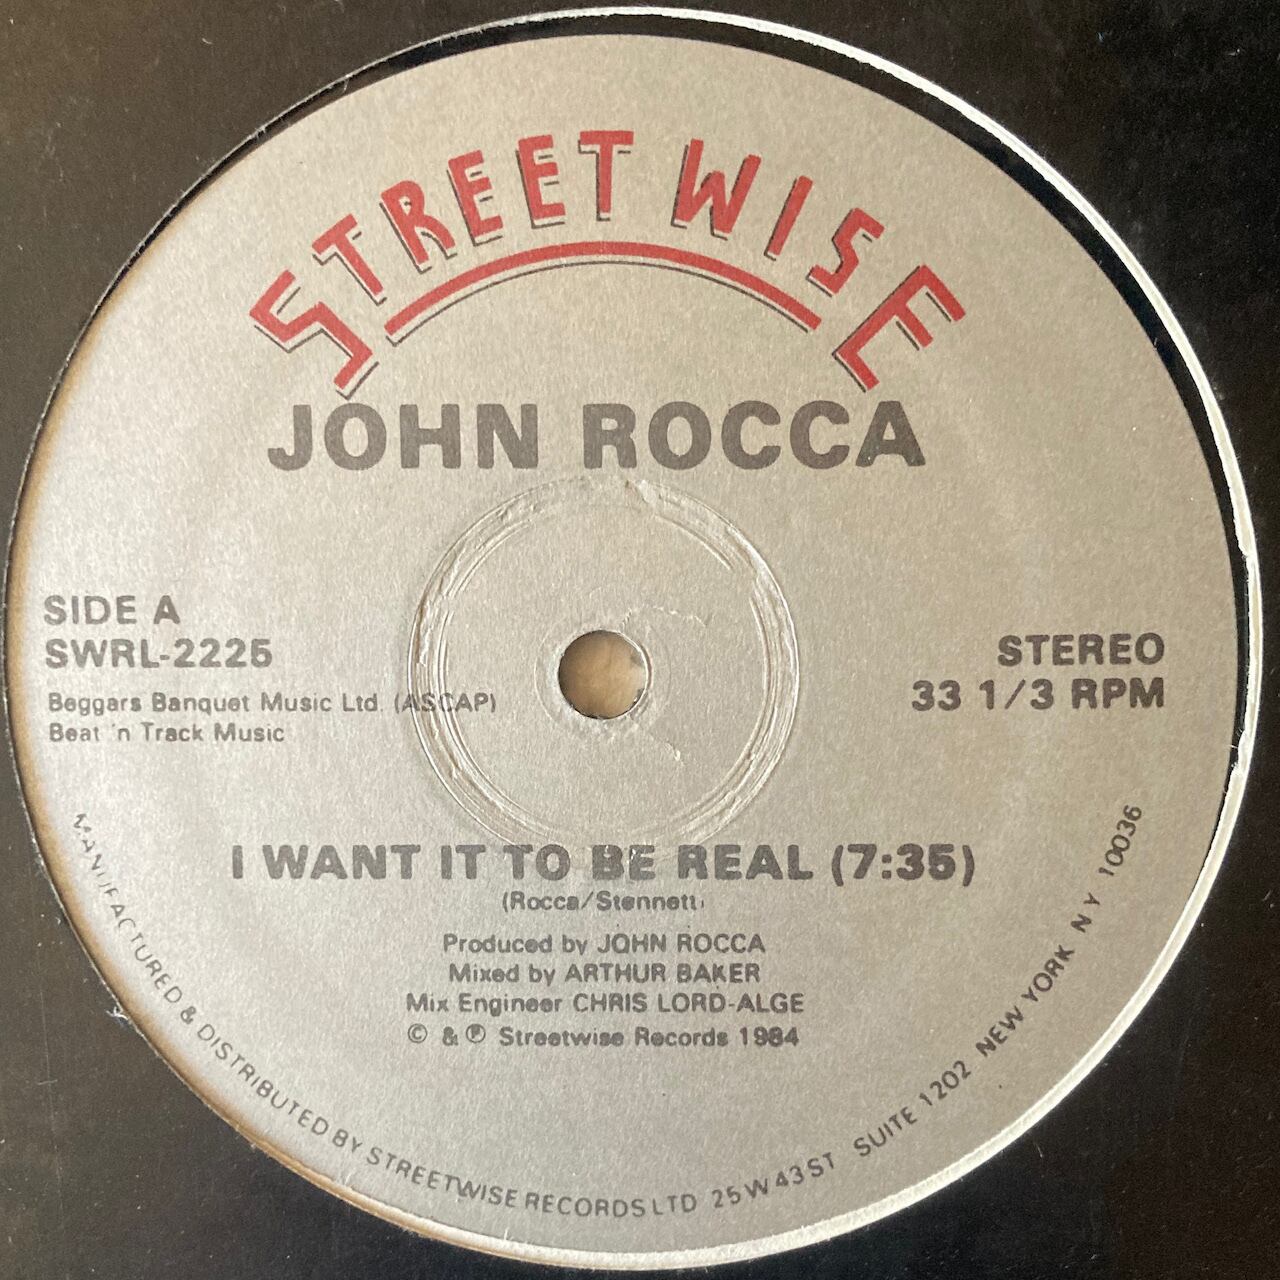 STREETWISE
JOHN ROCCA
SIDE A
SWRL-2225
Beggars Banquet Music Ltd. (ASCAP)
Beat 'n Track Music
STEREO
33 1/3 RPM
I WANT IT TO BE REAL (7:35)
(Rocca/Stennett)
Produced by JOHN ROCCA
Mixed by ARTHUR BAKER
Mix Engineer CHRIS LORD-ALGE
© & ℗ Streetwise Records 1984
MANUFACTURED & DISTRIBUTED BY STREETWISE RECORDS LTD 25 W 43 ST SUITE 1202 NEW YORK N Y 10036